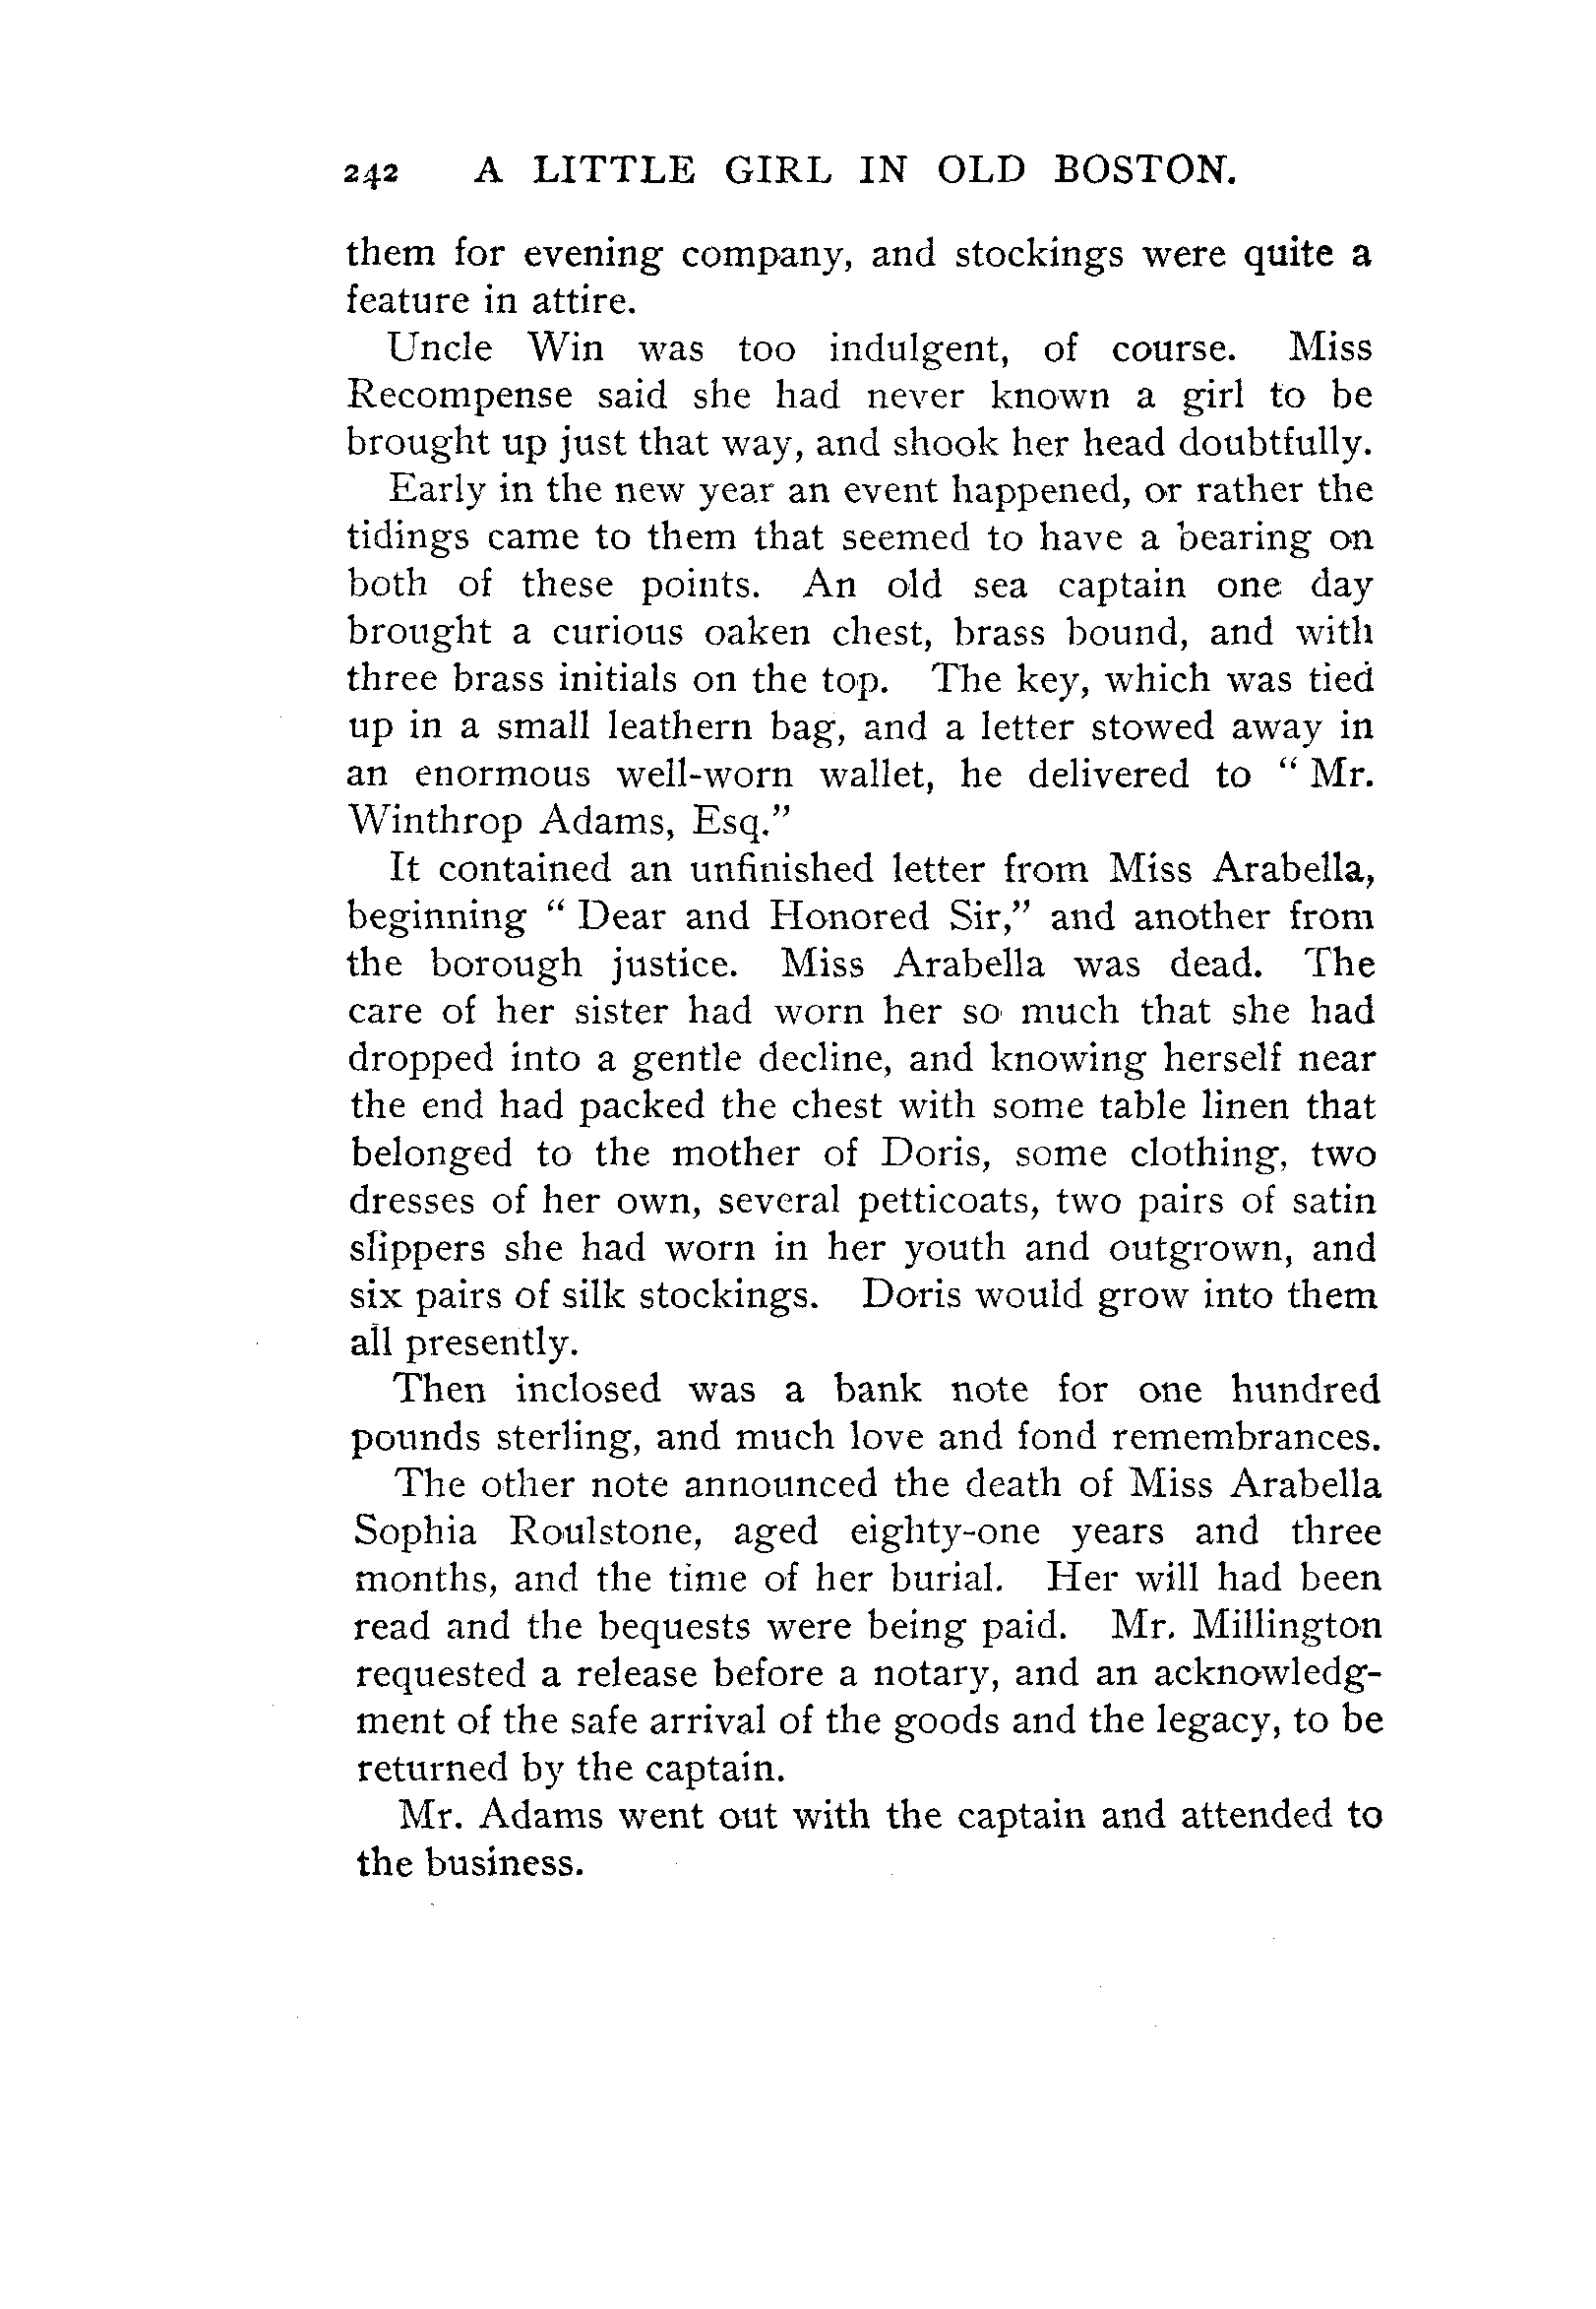 242 A LITTLE GIRL IN OLD BOSTON.
them for evening company, and stockings were quite a
feature in attire.
Uncle Win was too indulgent, of course. Miss
Recompense said she had never known a girl to be
brought up just that way, and shook her head doubtfully.
Early in the new year an event happened, or rather the
tidings came to them that seemed to have a bearing on
both of these points. An old sea captain one day
brought a curious oaken chest, brass bound, and with
three brass initials on the top. The key, which was tied
up in a small leathern bag, and a letter stowed away in
an enormous well-worn wallet, he delivered to “ Mr.
Winthrop Adams, Esq.”
It contained an unfinished letter from Miss Arabella,
beginning “ Dear and Honored Sir,” and another from
the borough justice. Miss Arabella was dead. The
care of her sister had worn her so much that she had
dropped into a gentle decline, and knowing herself near
the end had packed the chest with some table linen that
belonged to the mother of Doris, some clothing, two
dresses of her own, several petticoats, two pairs of satin
slippers she had worn in her youth and outgrown, and
six pairs of silk stockings. Doris would grow into them
all presently.
Then inclosed was a bank note for one hundred
pounds sterling, and much love and fond remembrances.
The other note announced the death of Miss Arabella
Sophia Roulstone, aged eighty-one years and three
months, and the time of her burial. Her will had been
read and the bequests were being paid. Mr. Millington
requested a release before a notary, and an acknowledg-
ment of the safe arrival of the goods and the legacy, to be
returned by the captain.
Mr. Adams went out with the captain and attended to
the business.